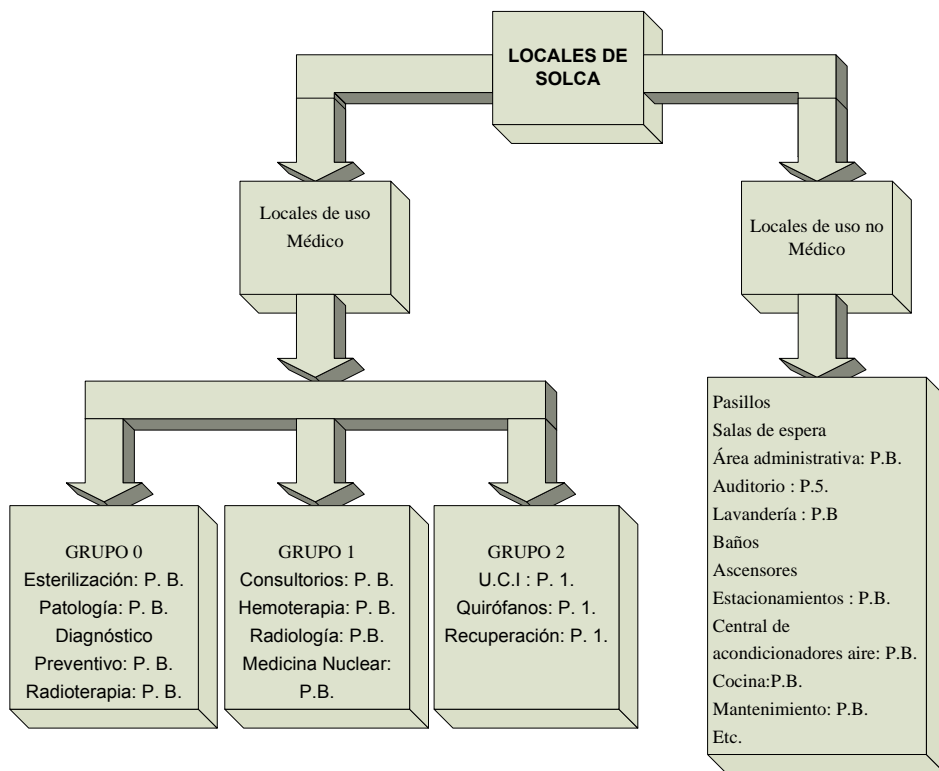 LOCALES DE
SOLCA
Locales de uso
Médico
Locales de uso no
Médico
GRUPO 0
Esterilización: P. B.
Patología: P. B.
Diagnóstico
Preventivo: P. B.
Radioterapia: P. B.
GRUPO 1
Consultorios: P. B.
Hemoterapia: P. B.
Radiología: P.B.
Medicina Nuclear:
P.B.
GRUPO 2
U.C.I : P. 1.
Quirófanos: P. 1.
Recuperación: P. 1.
Pasillos
Salas de espera
Área administrativa: P.B.
Auditorio : P.5.
Lavandería : P.B
Baños
Ascensores
Estacionamientos : P.B.
Central de
acondicionadores aire: P.B.
Cocina:P.B.
Mantenimiento: P.B.
Etc.